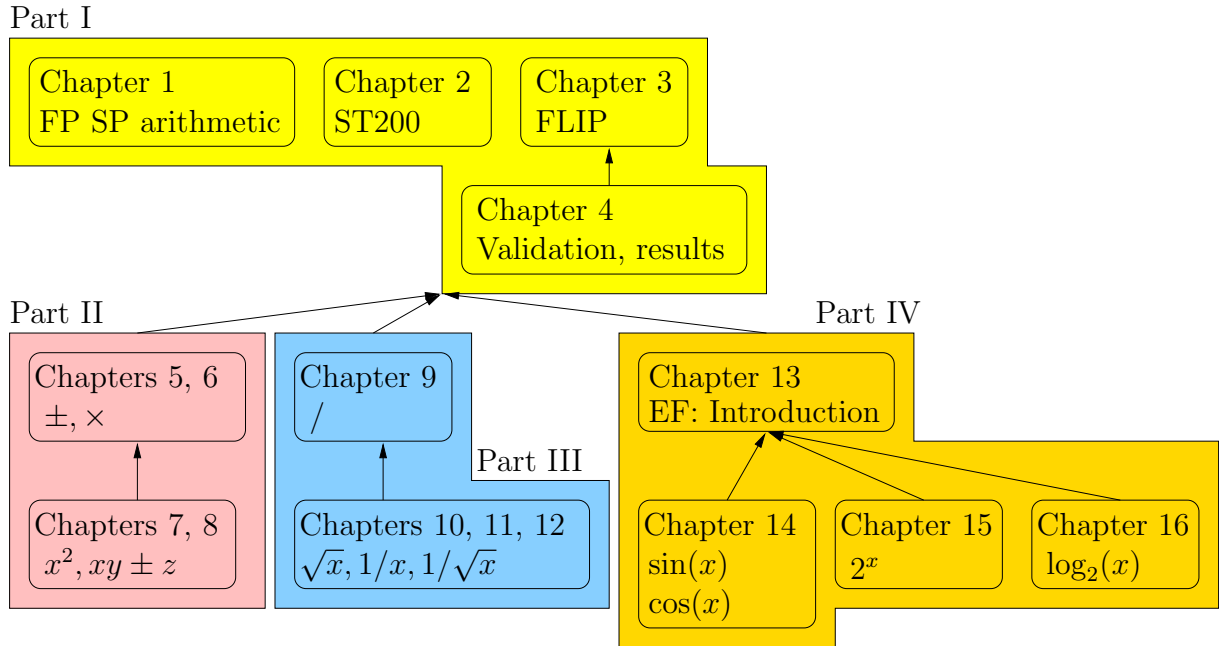 Part I
Chapter 1
FP SP arithmetic
Chapter 2
ST200
Chapter 3
FLIP
Chapter 4
Validation, results
Part II
Chapters 5, 6
±, ×
Chapters 7, 8
x², xy ± z
Part III
Chapter 9
/
Chapters 10, 11, 12
√x, 1/x, 1/√x
Part IV
Chapter 13
EF: Introduction
Chapter 14
sin(x)
cos(x)
Chapter 15
2ˣ
Chapter 16
log₂(x)